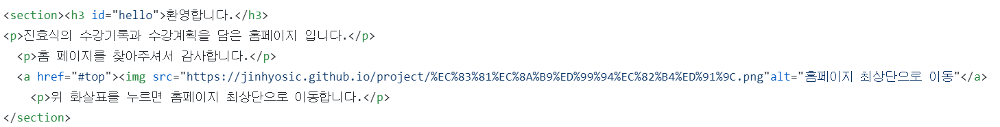 <section><h3 id="hello">환영합니다.</h3>
<p>진효식의 수강기록과 수강계획을 담은 홈페이지 입니다.</p>
<p>홈 페이지를 찾아주셔서 감사합니다.</p>
<a href="#top"><img src="https://jinhyosic.github.io/project/%EC%83%81%EC%8A%B9%ED%99%94%EC%82%B4%ED%91%9C.png"alt="홈페이지 최상단으로 이동"</a>
<p>위 화살표를 누르면 홈페이지 최상단으로 이동합니다.</p>
</section>